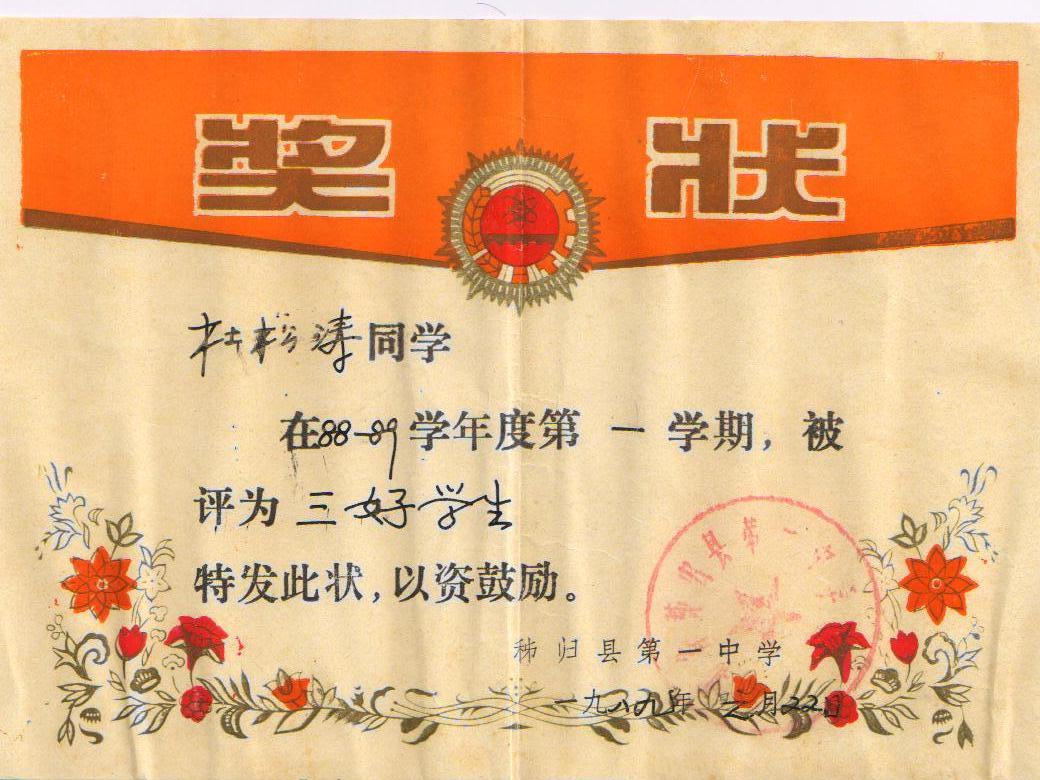 奖状
杜松涛同学
在88-89学年度第一学期，被
评为三好学生
特发此状，以资鼓励。
秭归县第一中学
一九八九年元月22日